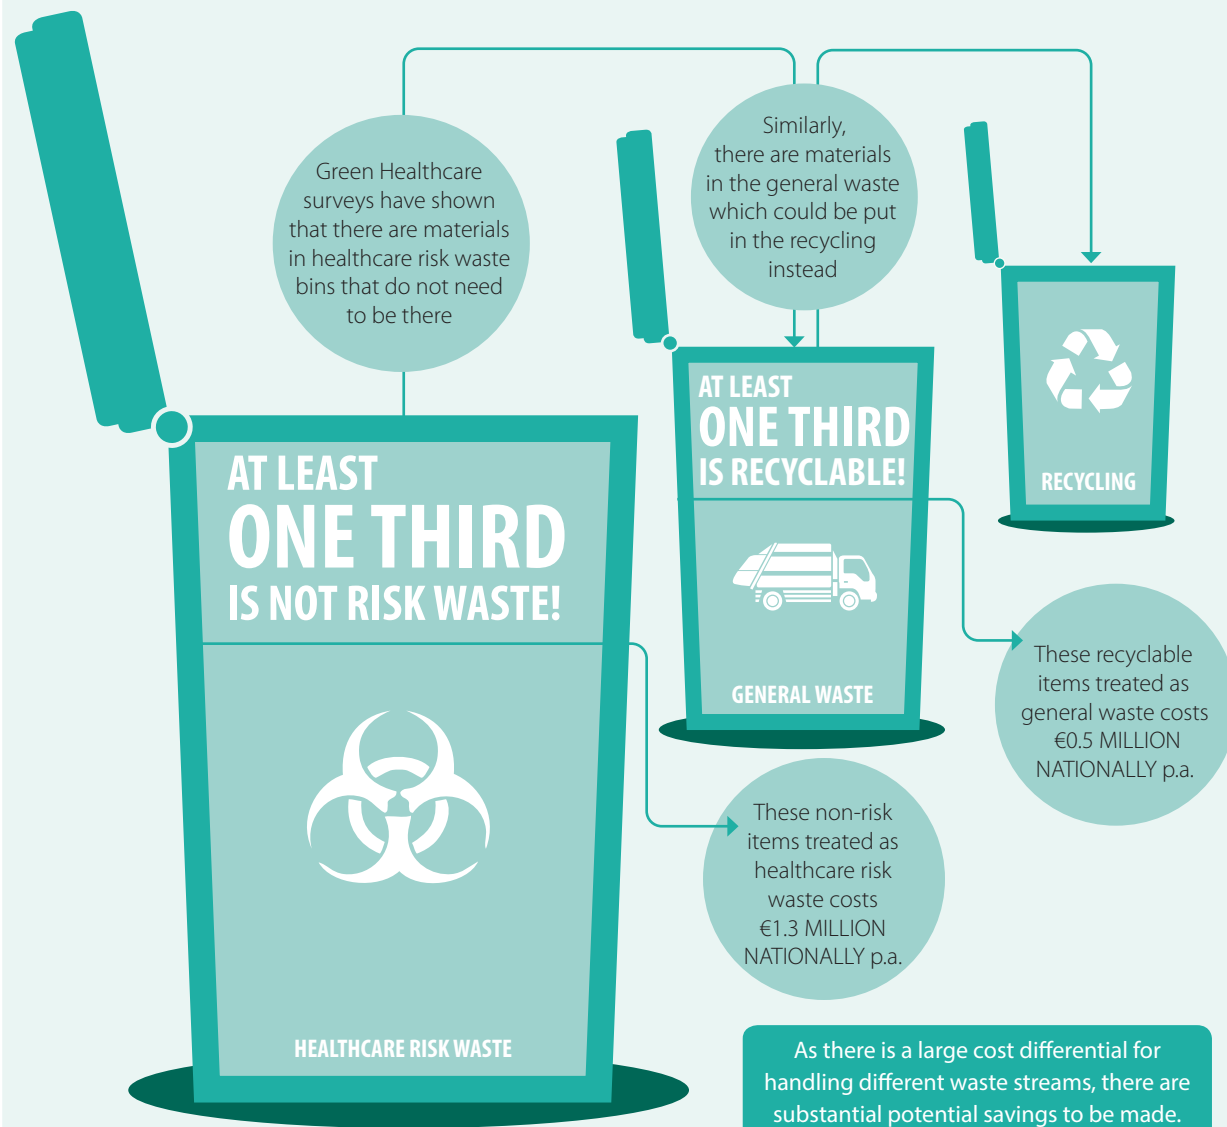 Green Healthcare
surveys have shown
that there are materials
in healthcare risk waste
bins that do not need
to be there
Similarly,
there are materials
in the general waste
which could be put
in the recycling
instead
AT LEAST
ONE THIRD
IS NOT RISK WASTE!
HEALTHCARE RISK WASTE
AT LEAST
ONE THIRD
IS RECYCLABLE!
GENERAL WASTE
RECYCLING
These recyclable
items treated as
general waste costs
€0.5 MILLION
NATIONALLY p.a.
These non-risk
items treated as
healthcare risk
waste costs
€1.3 MILLION
NATIONALLY p.a.
As there is a large cost differential for
handling different waste streams, there are
substantial potential savings to be made.